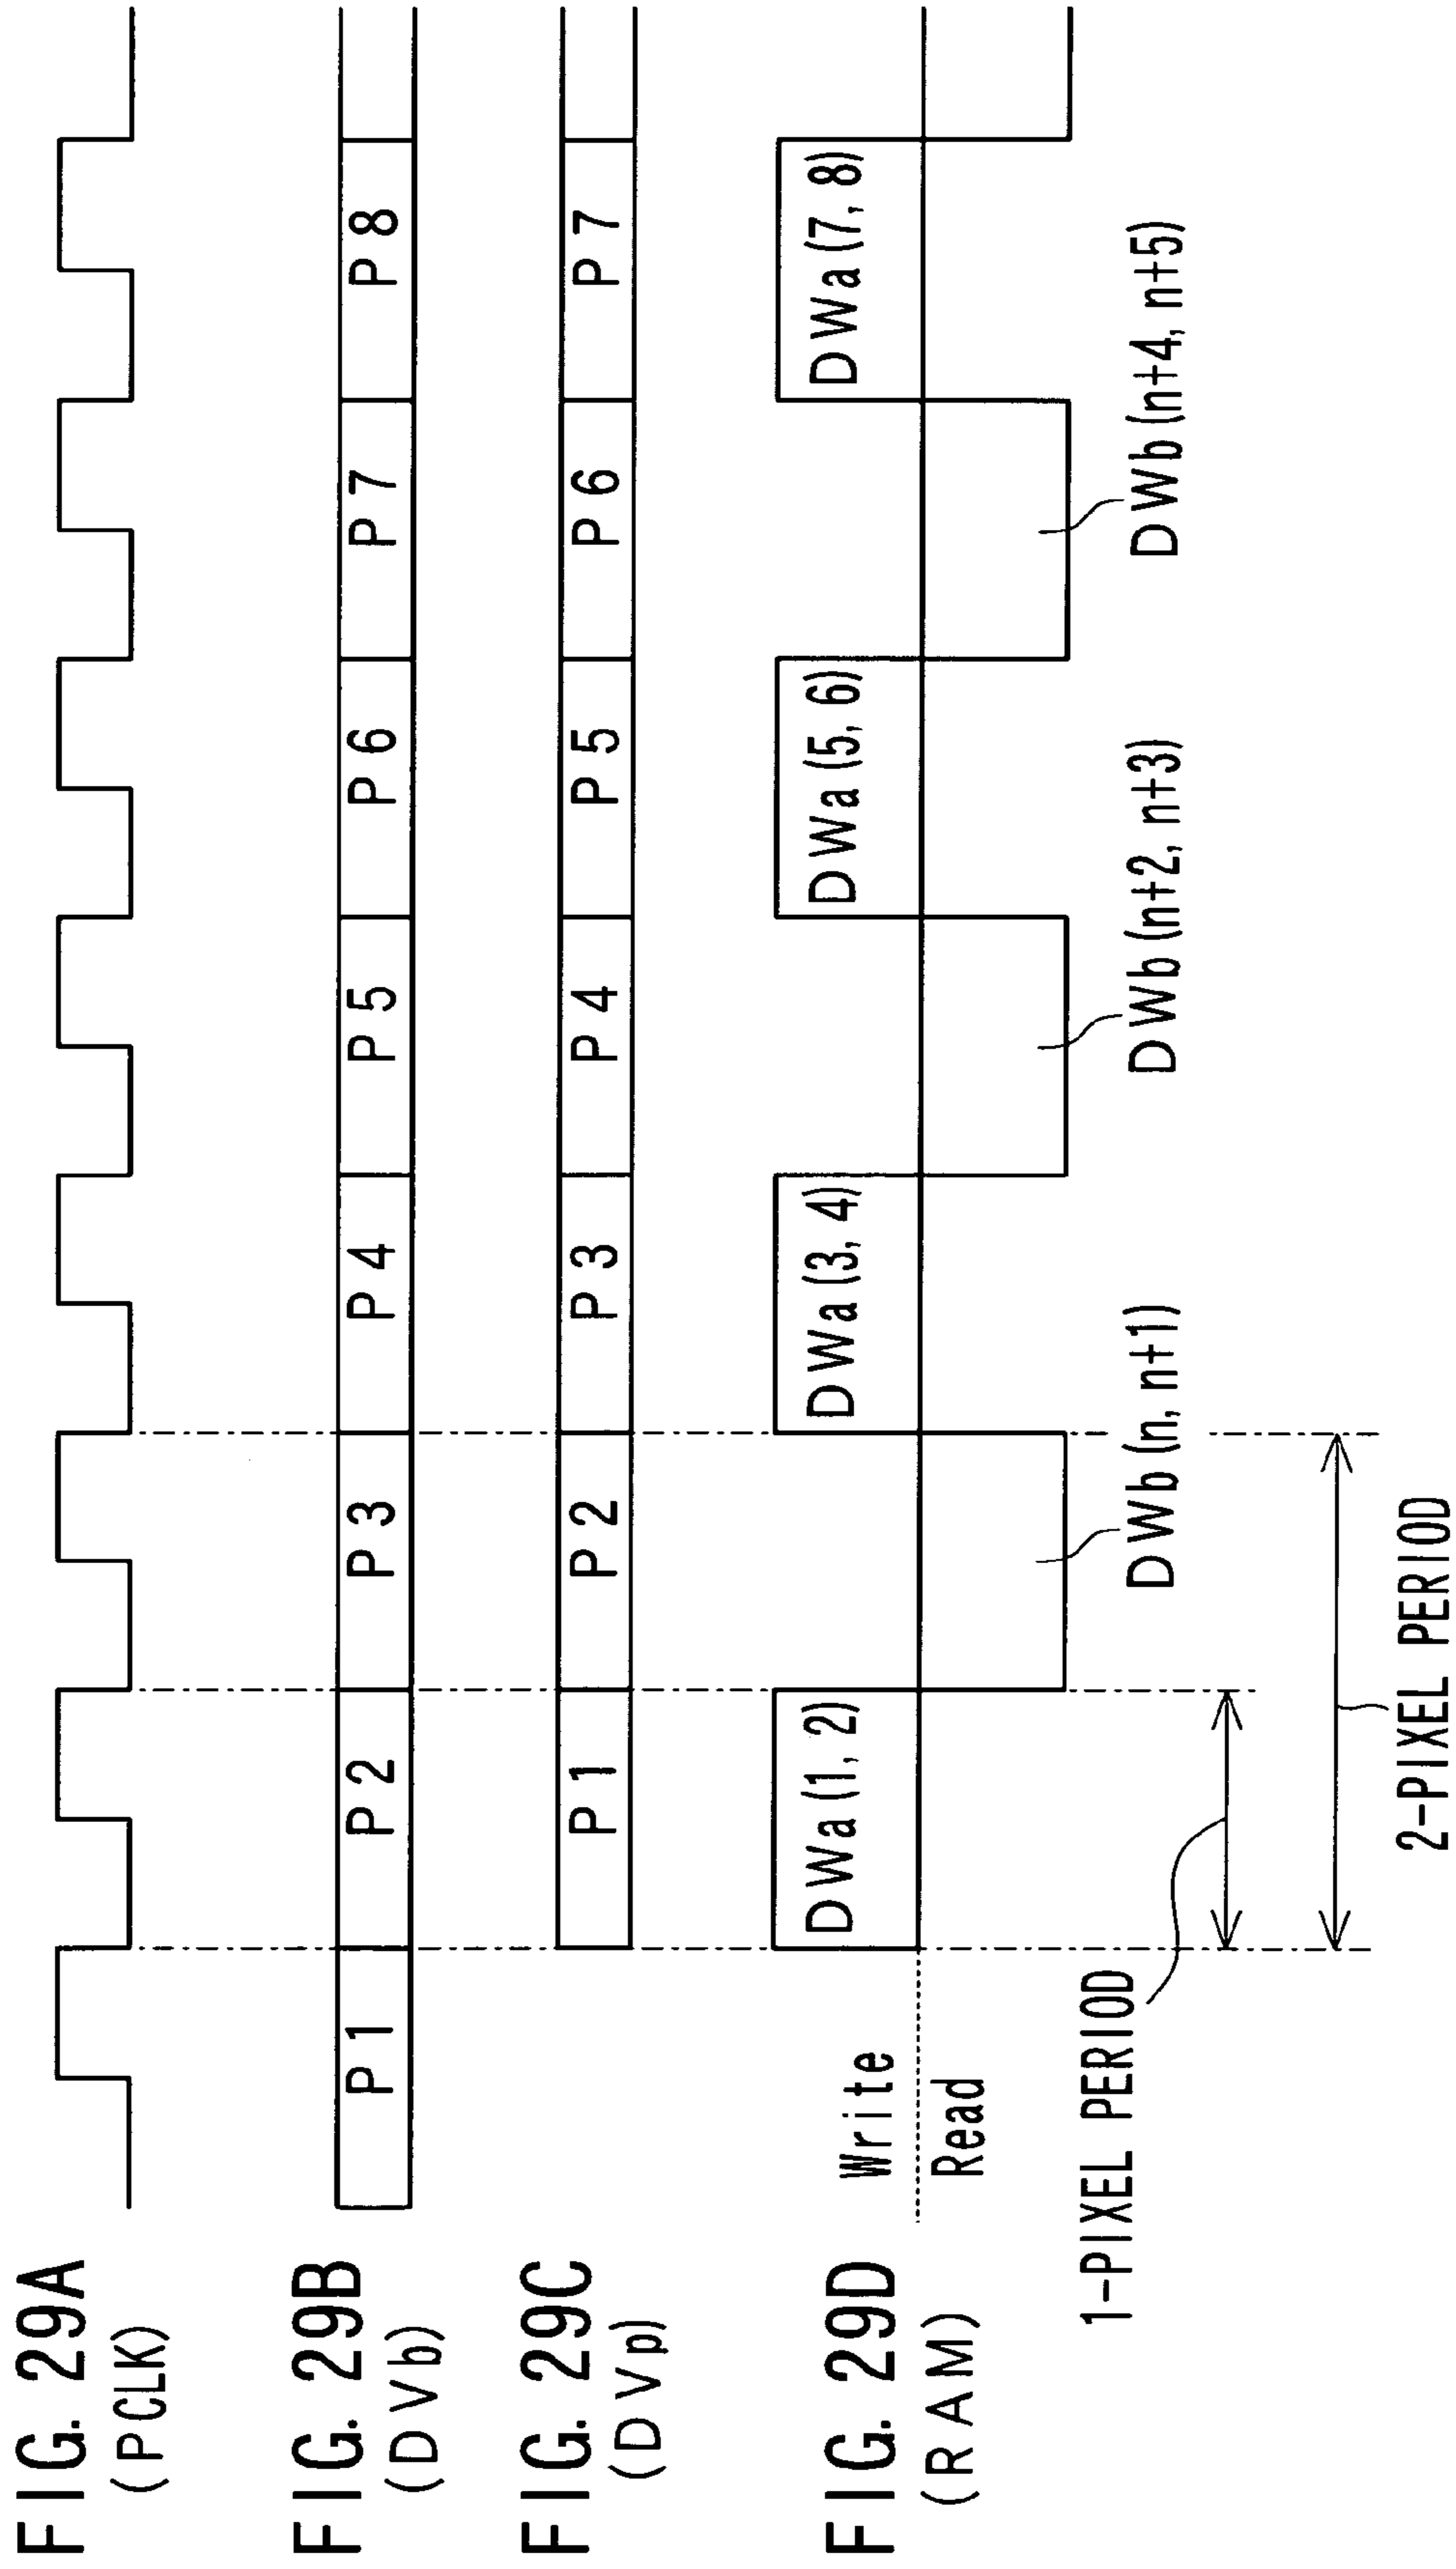 FIG. 29A
(PCLK)
FIG. 29B
(DVb)
P1 P2 P3 P4 P5 P6 P7 P8
FIG. 29C
(DVp)
P1 P2 P3 P4 P5 P6 P7
FIG. 29D
(RAM)
Write
Read
DWa(1, 2) DWa(3, 4) DWa(5, 6) DWa(7, 8)
DWb(n, n+1) DWb(n+2, n+3) DWb(n+4, n+5)
1-PIXEL PERIOD
2-PIXEL PERIOD